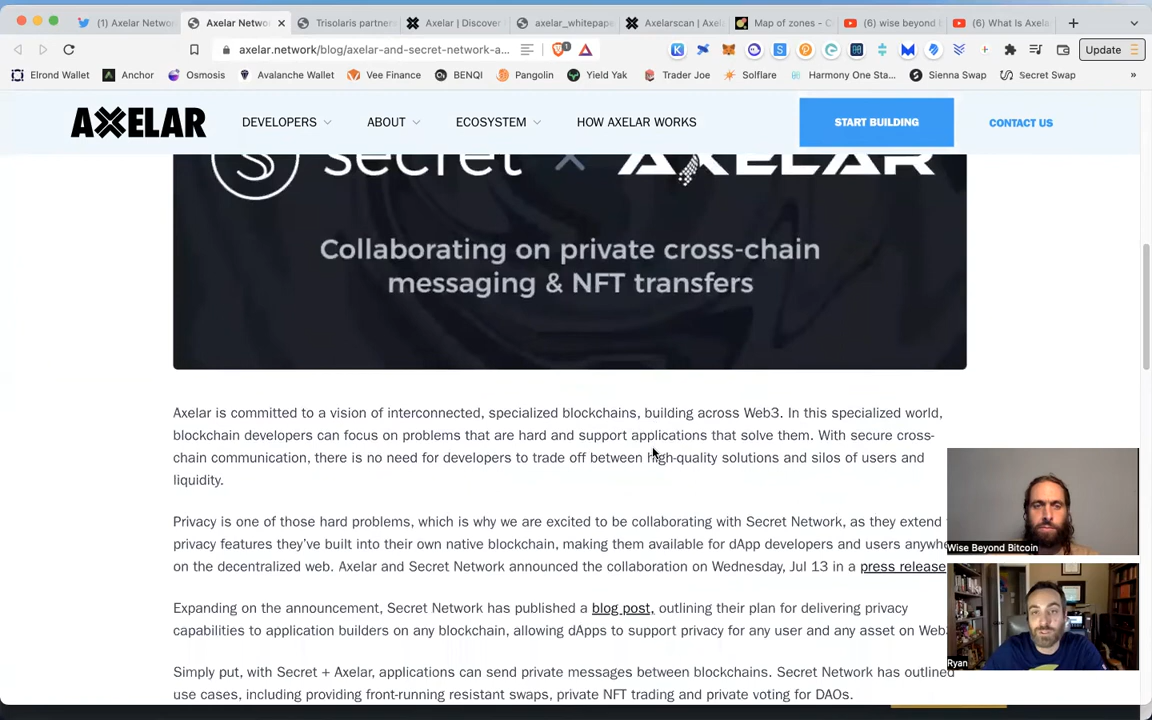 (1) Axelar Netwo
Axelar Netwo
Trisolaris partner
Axelar | Discover
axelar_whitepape
Axelarscan | Axela
Map of zones - C
(6) wise beyond
(6) What Is Axela
axelar.network/blog/axelar-and-secret-network-a...
1
Update
Elrond Wallet
Anchor
Osmosis
Avalanche Wallet
Vee Finance
BENQI
Pangolin
Yield Yak
Trader Joe
Solflare
Harmony One Sta...
Sienna Swap
Secret Swap
»
AXELAR
DEVELOPERS
ABOUT
ECOSYSTEM
HOW AXELAR WORKS
START BUILDING
CONTACT US
secret × AXELAR
Collaborating on private cross-chain
messaging & NFT transfers
Axelar is committed to a vision of interconnected, specialized blockchains, building across Web3. In this specialized world,
blockchain developers can focus on problems that are hard and support applications that solve them. With secure cross-
chain communication, there is no need for developers to trade off between high-quality solutions and silos of users and
liquidity.
Privacy is one of those hard problems, which is why we are excited to be collaborating with Secret Network, as they extend
privacy features they've built into their own native blockchain, making them available for dApp developers and users anywhe
on the decentralized web. Axelar and Secret Network announced the collaboration on Wednesday, Jul 13 in a press release
Expanding on the announcement, Secret Network has published a blog post, outlining their plan for delivering privacy
capabilities to application builders on any blockchain, allowing dApps to support privacy for any user and any asset on Web
Simply put, with Secret + Axelar, applications can send private messages between blockchains. Secret Network has outlined
use cases, including providing front-running resistant swaps, private NFT trading and private voting for DAOs.
Wise Beyond Bitcoin
Ryan